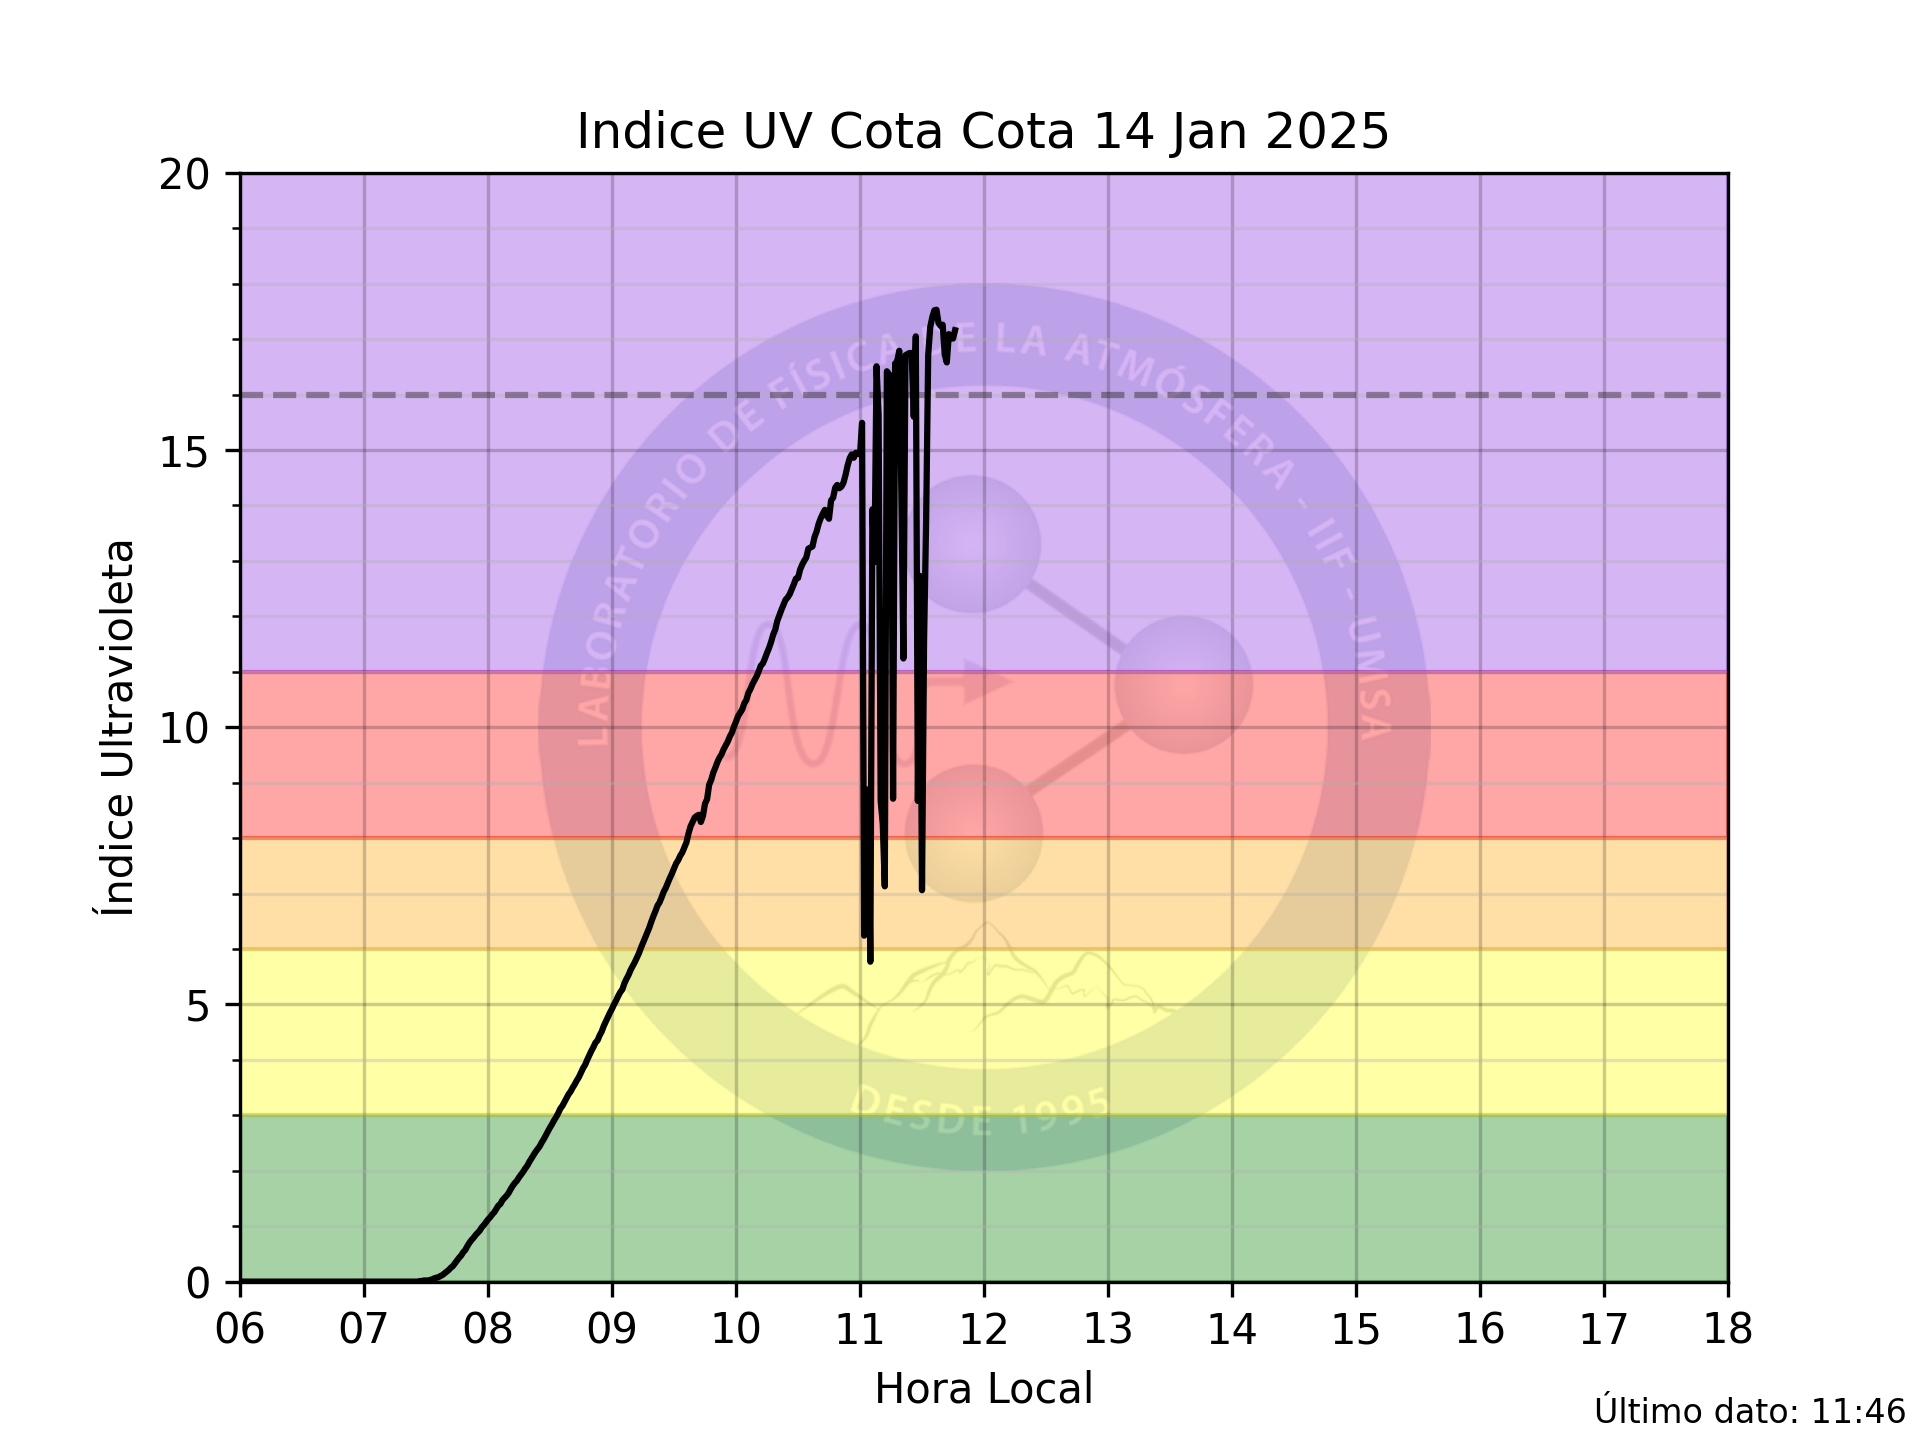 Indice UV Cota Cota 14 Jan 2025
20
15
10
5
0
Índice Ultravioleta
LABORATORIO DE FÍSICA DE LA ATMÓSFERA - IIF - UMSA
DESDE 1995
06 07 08 09 10 11 12 13 14 15 16 17 18
Hora Local
Último dato: 11:46